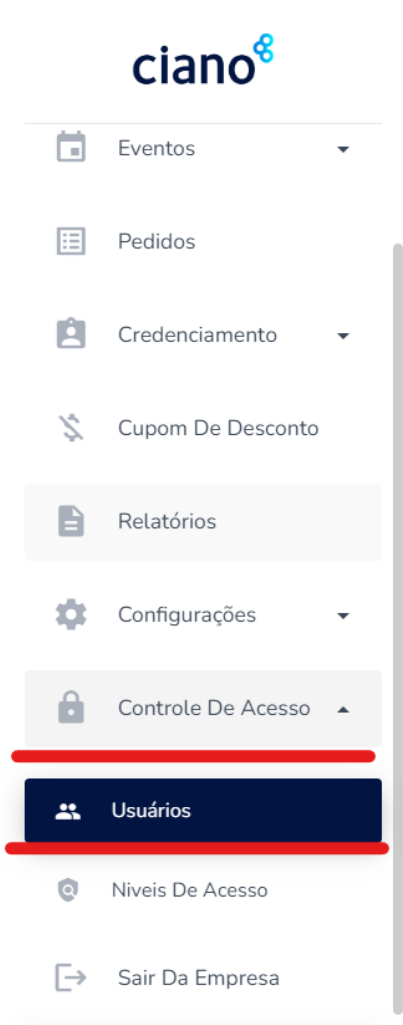 ciano
Eventos
Pedidos
Credenciamento
Cupom De Desconto
Relatórios
Configurações
Controle De Acesso
Usuários
Niveis De Acesso
Sair Da Empresa